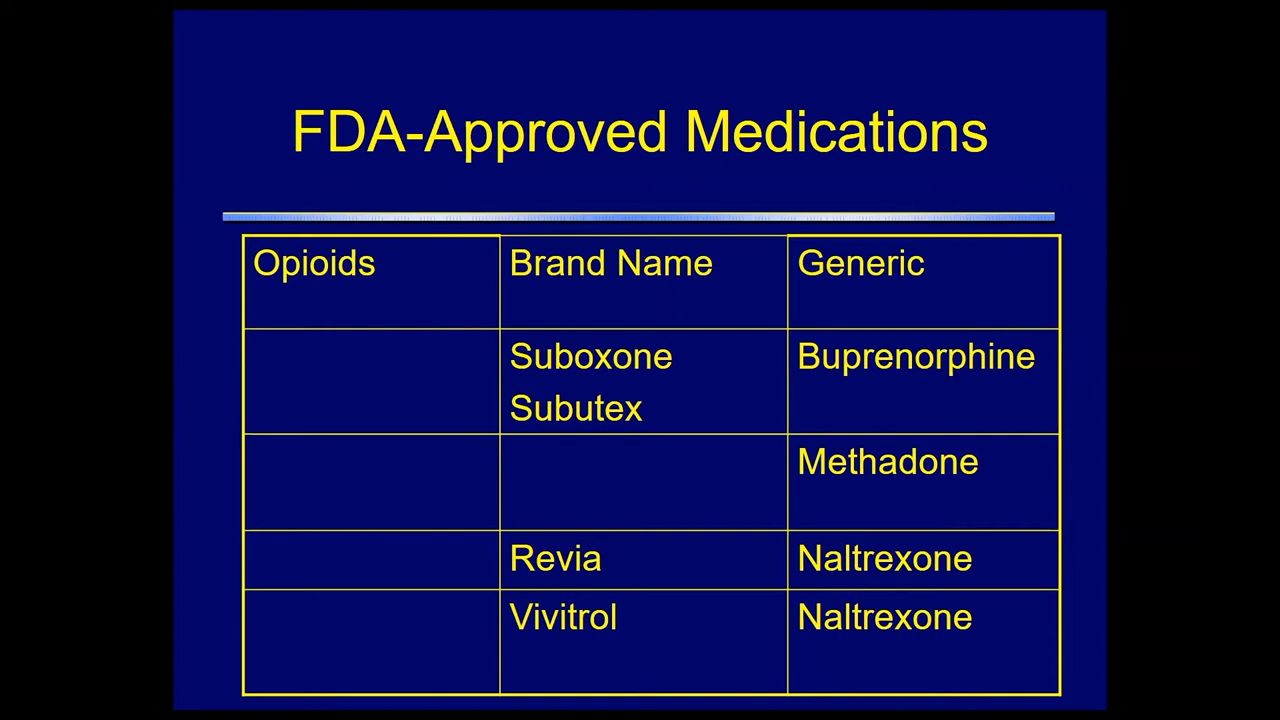 FDA-Approved Medications
Opioids Brand Name Generic
Suboxone Buprenorphine
Subutex
Methadone
Revia Naltrexone
Vivitrol Naltrexone